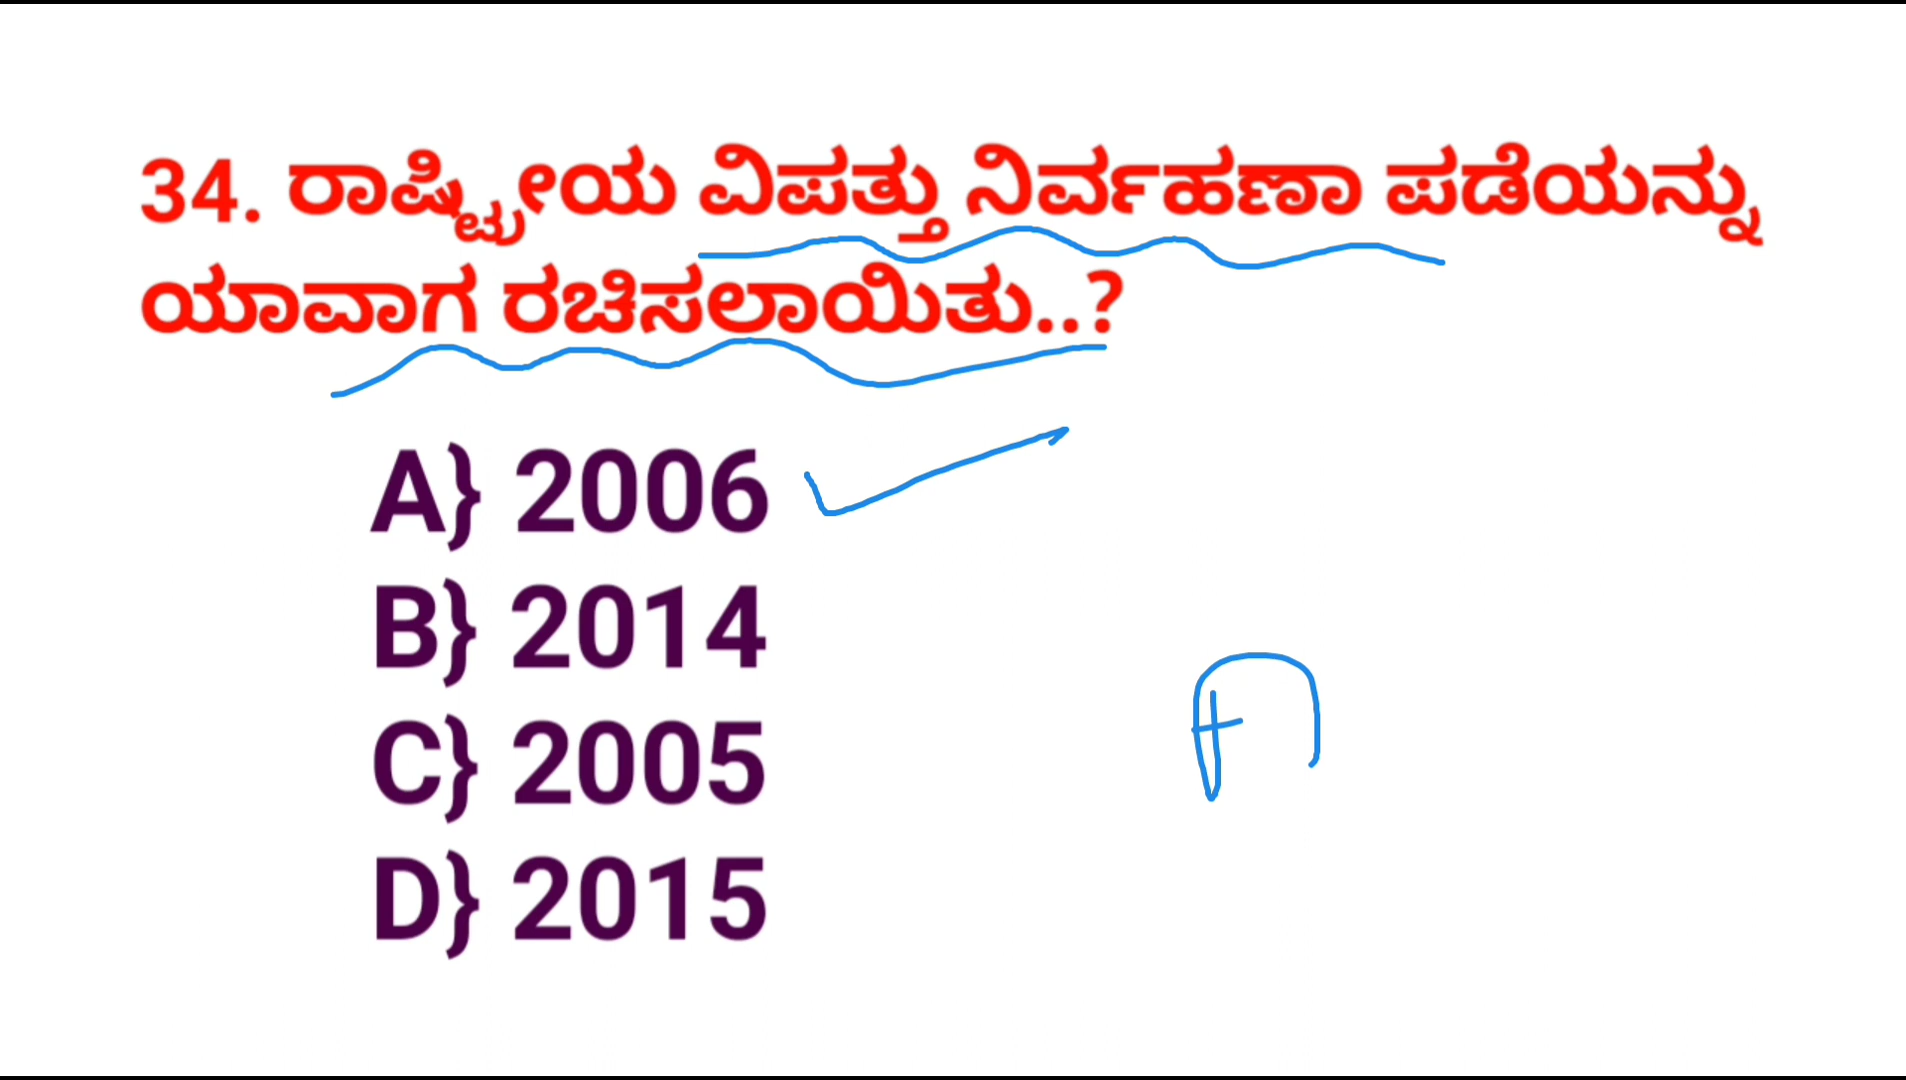 34. ರಾಷ್ಟ್ರೀಯ ವಿಪತ್ತು ನಿರ್ವಹಣಾ ಪಡೆಯನ್ನು
ಯಾವಾಗ ರಚಿಸಲಾಯಿತು..?
A} 2006
B} 2014
C} 2005
D} 2015